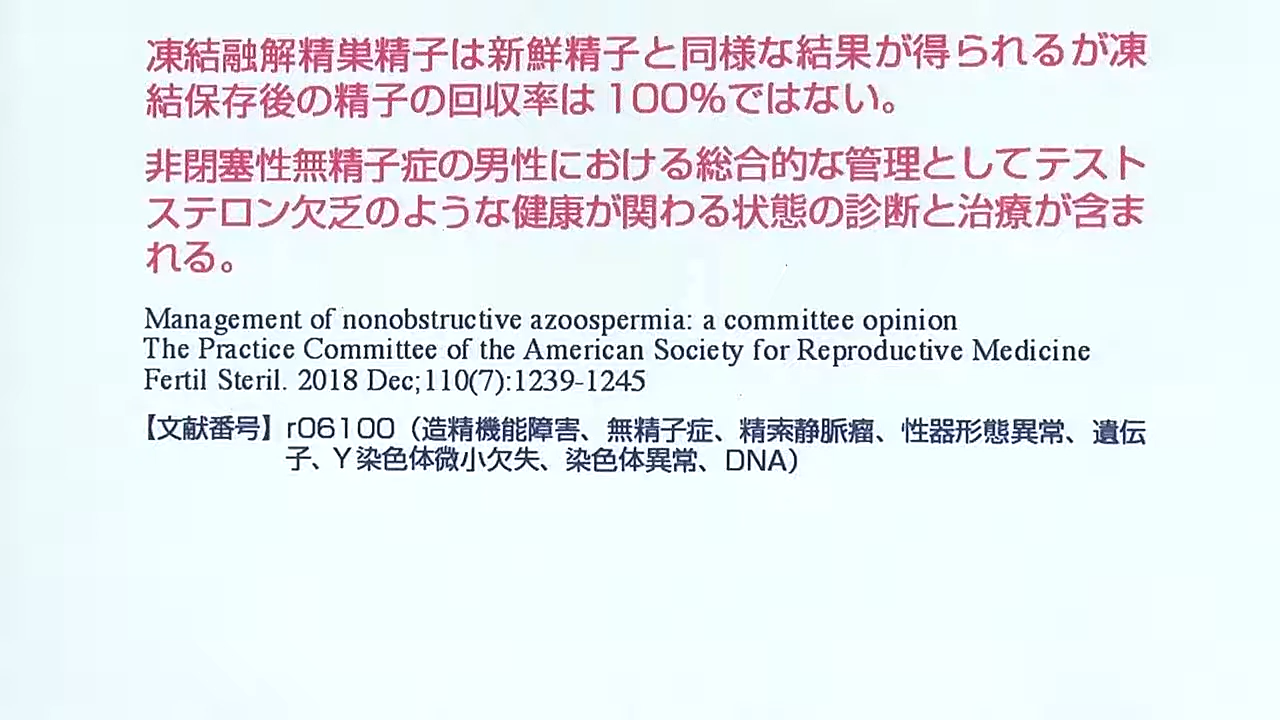 凍結融解精巣精子は新鮮精子と同様な結果が得られるが凍
結保存後の精子の回収率は 100%ではない。
非閉塞性無精子症の男性における総合的な管理としてテスト
ステロン欠乏のような健康が関わる状態の診断と治療が含ま
れる。
Management of nonobstructive azoospermia: a committee opinion
The Practice Committee of the American Society for Reproductive Medicine
Fertil Steril. 2018 Dec;110(7):1239-1245
【文献番号】r06100（造精機能障害、無精子症、精索静脈瘤、性器形態異常、遺伝
子、Y 染色体微小欠失、染色体異常、DNA）